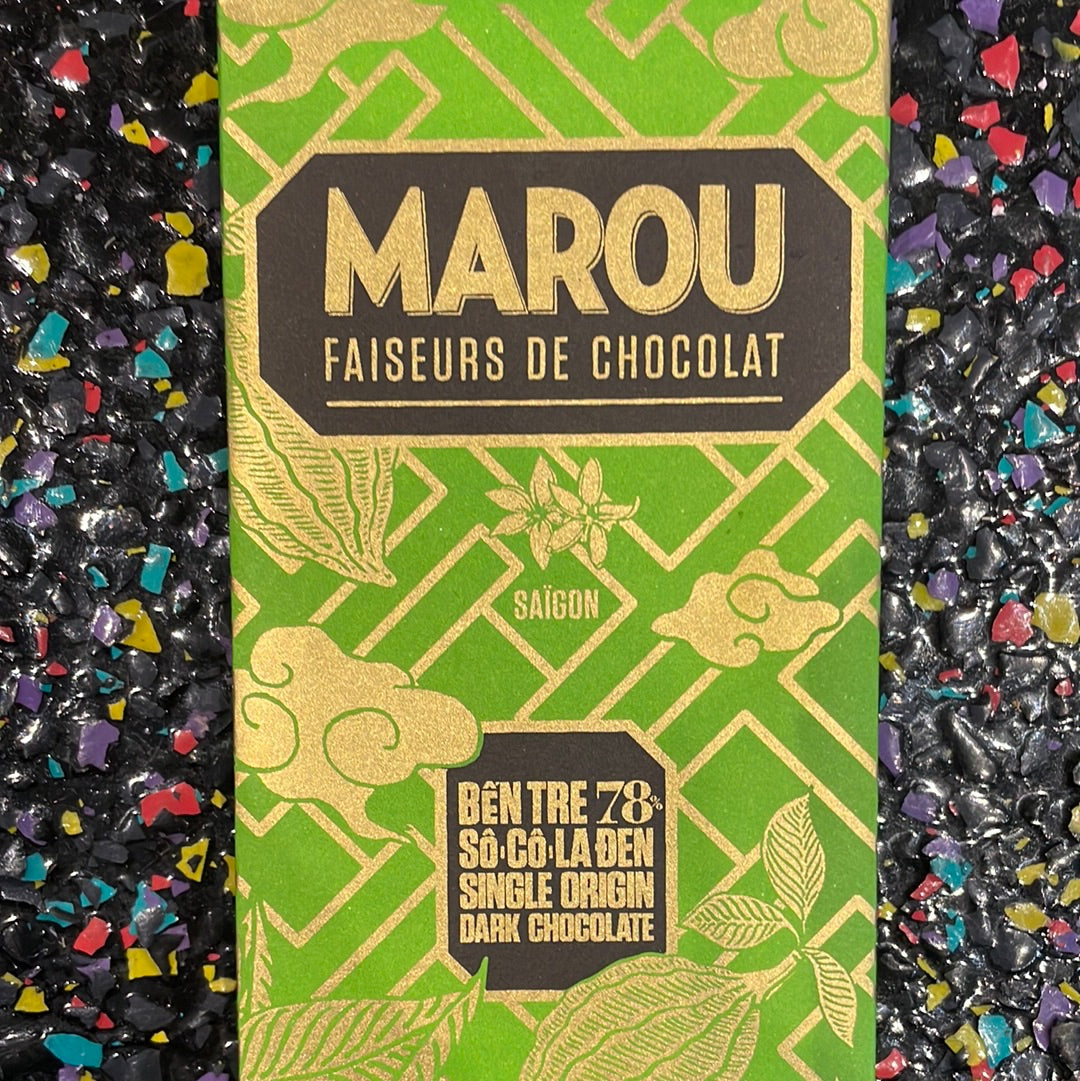 MAROU
FAISEURS DE CHOCOLAT
SAÏGON
BẾN TRE 78%
SÔ·CÔ·LA ĐEN
SINGLE ORIGIN
DARK CHOCOLATE